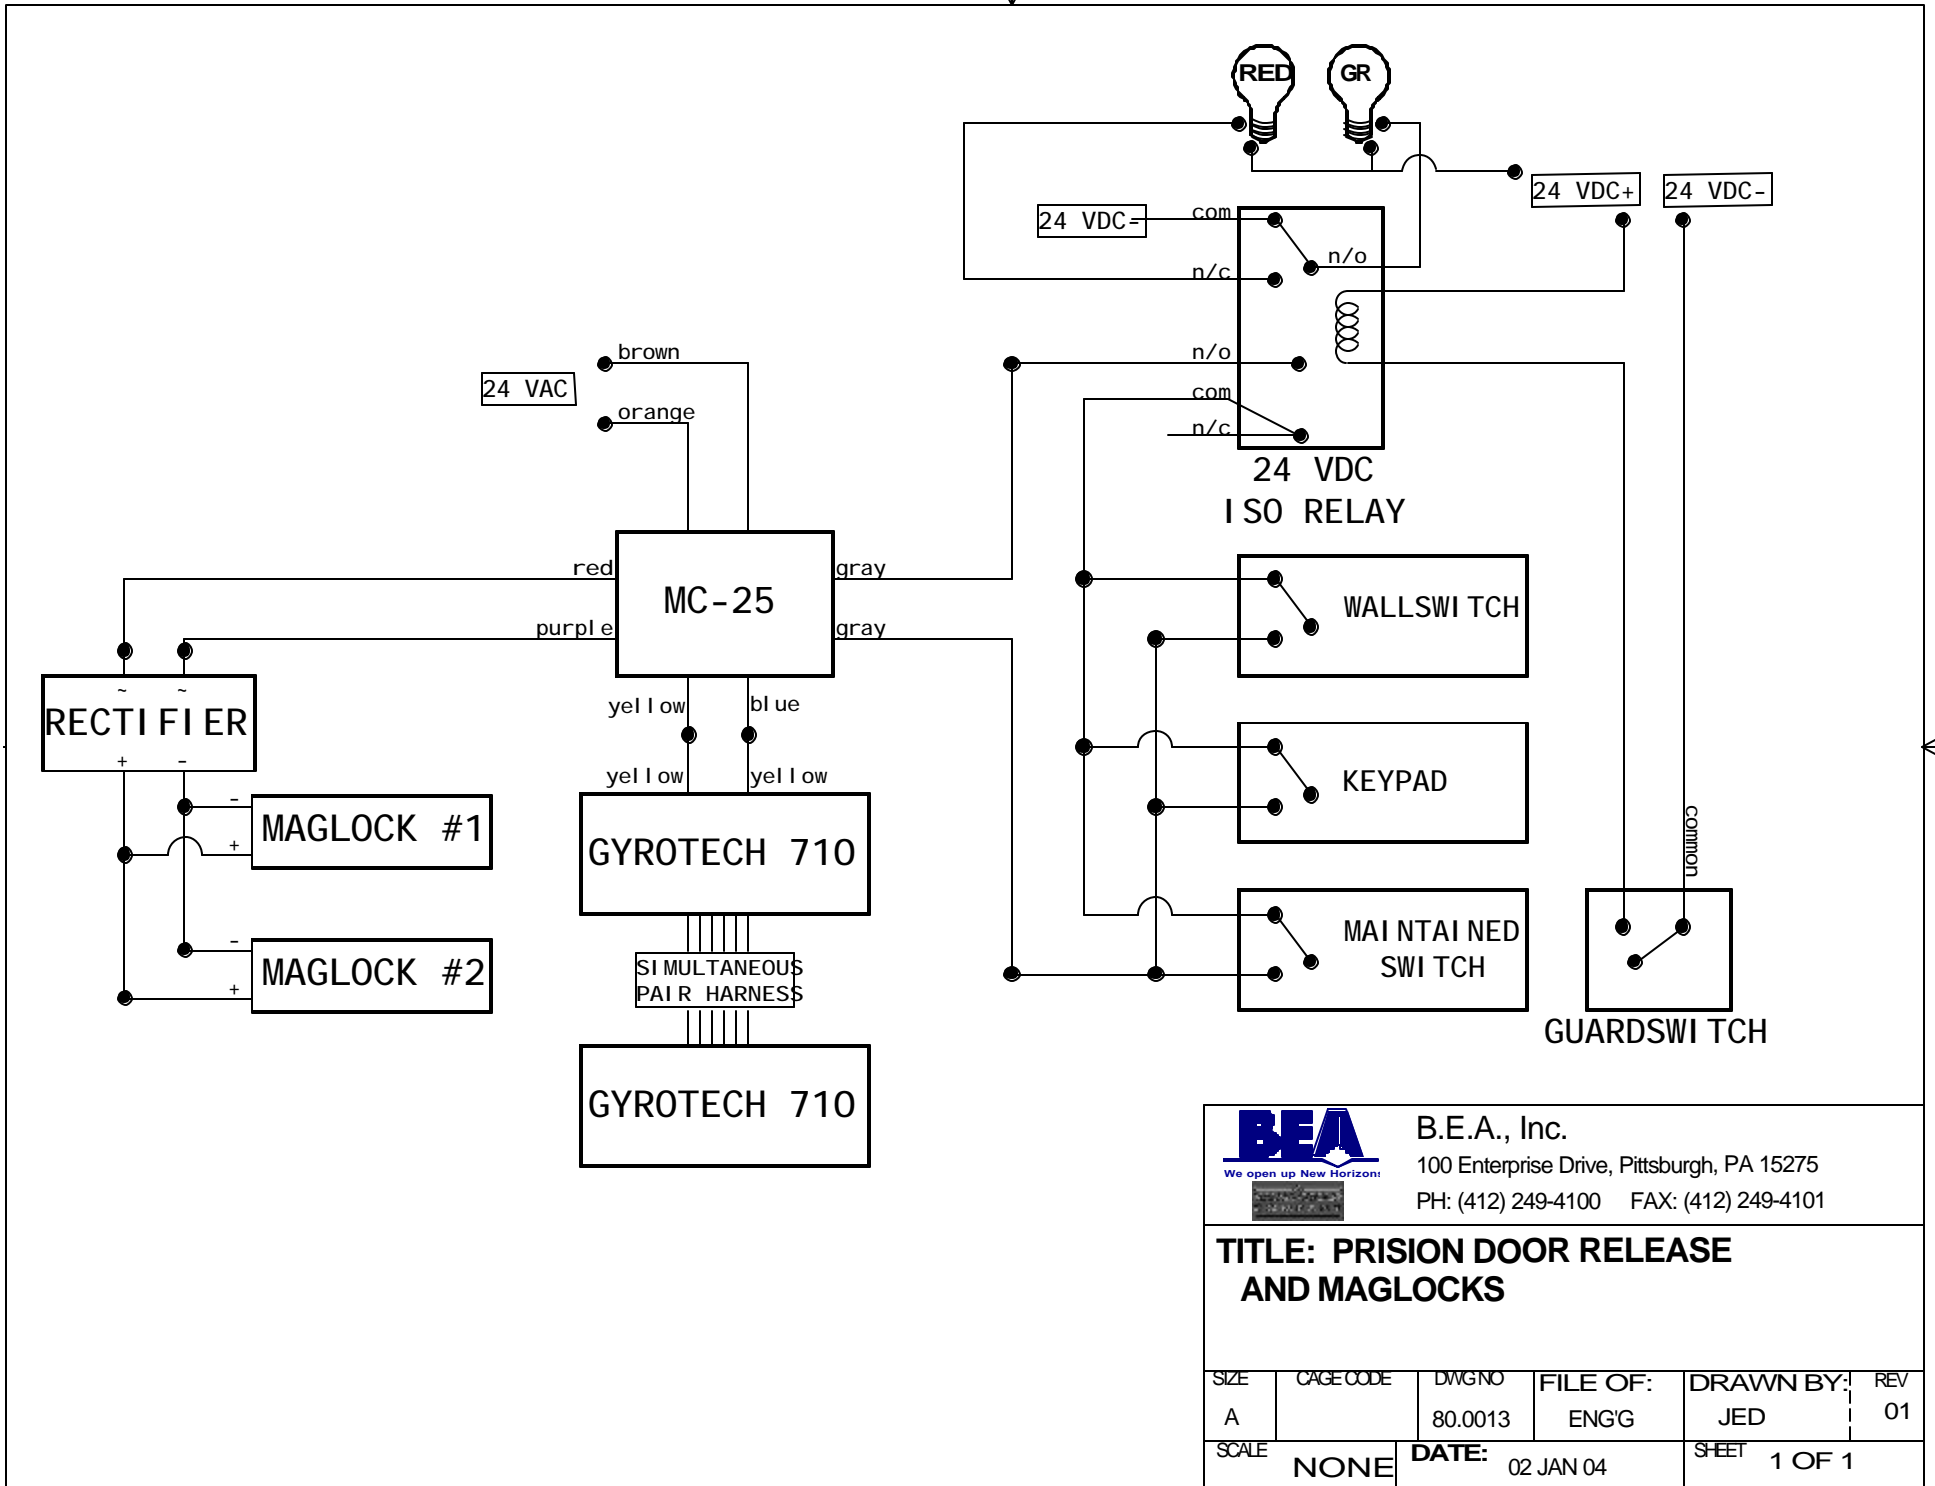 RED
GR
24 VDC+
24 VDC-
24 VDC-
com
n/o
n/c
n/o
com
n/c
24 VDC
ISO RELAY
24 VAC
brown
orange
red
gray
MC-25
purple
gray
WALLSWITCH
~ ~
RECTIFIER
+ -
yellow
blue
yellow
yellow
KEYPAD
-
MAGLOCK #1
+
GYROTECH 710
common
-
MAGLOCK #2
+
SIMULTANEOUS
PAIR HARNESS
MAINTAINED
SWITCH
GUARDSWITCH
GYROTECH 710
BEA
We open up New Horizons
B.E.A., Inc.
100 Enterprise Drive, Pittsburgh, PA 15275
PH: (412) 249-4100 FAX: (412) 249-4101
TITLE: PRISION DOOR RELEASE
AND MAGLOCKS
SIZE
A
CAGE CODE
DWG NO
80.0013
FILE OF:
ENG'G
DRAWN BY:
JED
REV
01
SCALE
NONE
DATE:
02 JAN 04
SHEET
1 OF 1